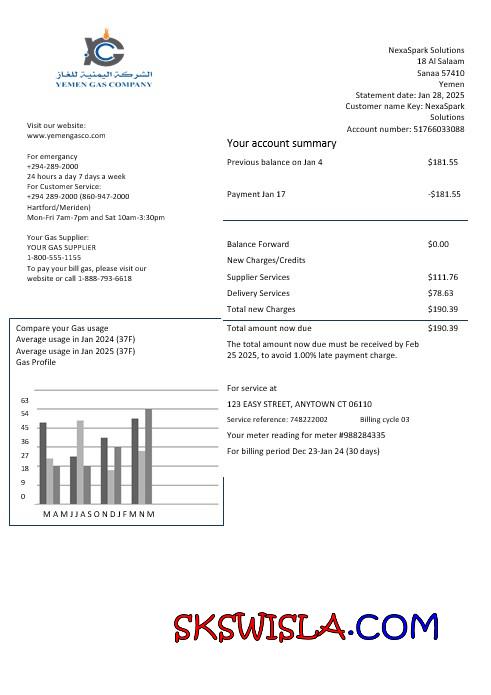 الشركة اليمنية للغاز
YEMEN GAS COMPANY
NexaSpark Solutions
18 Al Salaam
Sanaa 57410
Yemen
Statement date: Jan 28, 2025
Customer name Key: NexaSpark
Solutions
Account number: 51766033088
Visit our website:
www.yemengasco.com
For emergancy
+294-289-2000
24 hours a day 7 days a week
For Customer Service:
+294 289-2000 (860-947-2000
Hartford/Meriden)
Mon-Fri 7am-7pm and Sat 10am-3:30pm
Your Gas Supplier:
YOUR GAS SUPPLIER
1-800-555-1155
To pay your bill gas, please visit our
website or call 1-888-793-6618
Your account summary
Previous balance on Jan 4 $181.55
Payment Jan 17 -$181.55
Balance Forward $0.00
New Charges/Credits
Supplier Services $111.76
Delivery Services $78.63
Total new Charges $190.39
Total amount now due $190.39
The total amount now due must be received by Feb
25 2025, to avoid 1.00% late payment charge.
Compare your Gas usage
Average usage in Jan 2024 (37F)
Average usage in Jan 2025 (37F)
Gas Profile
63
54
45
36
27
18
9
0
M A M J J A S O N D J F M N M
For service at
123 EASY STREET, ANYTOWN CT 06110
Service reference: 748222002 Billing cycle 03
Your meter reading for meter #988284335
For billing period Dec 23-Jan 24 (30 days)
SKSWISLA.COM